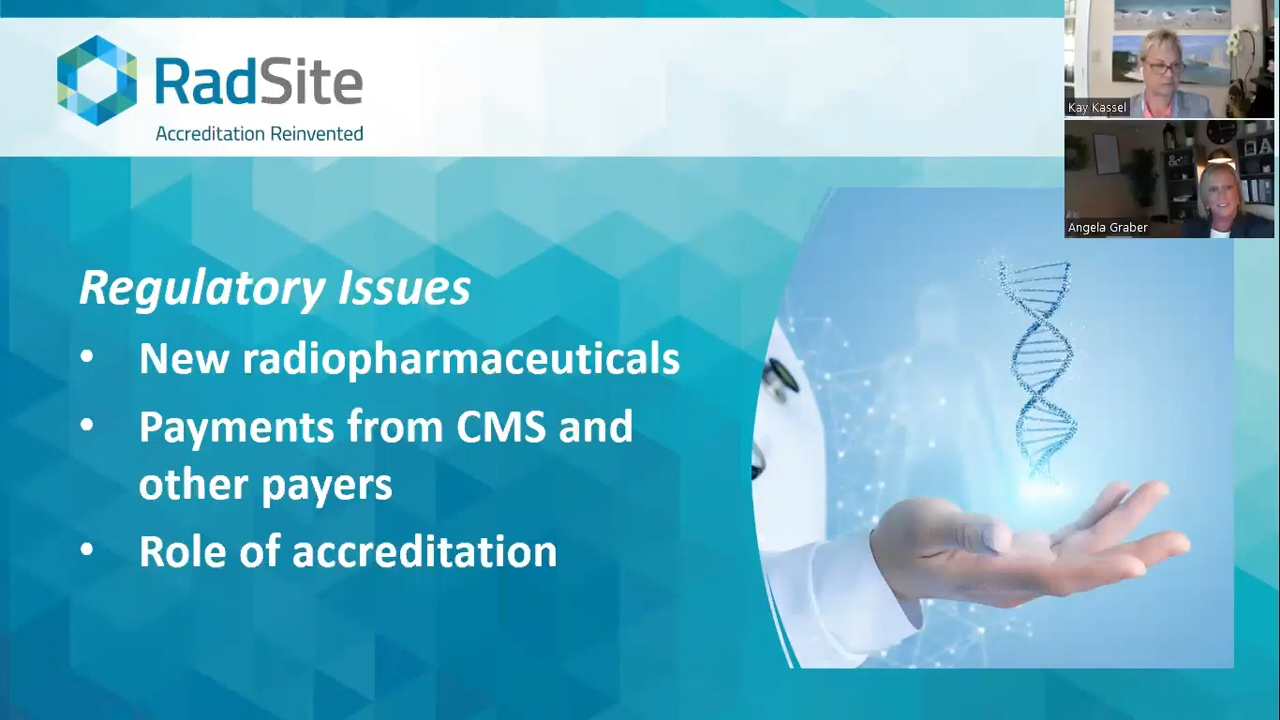 RadSite
Accreditation Reinvented
Kay Kassel
Angela Graber
Regulatory Issues
• New radiopharmaceuticals
• Payments from CMS and
other payers
• Role of accreditation